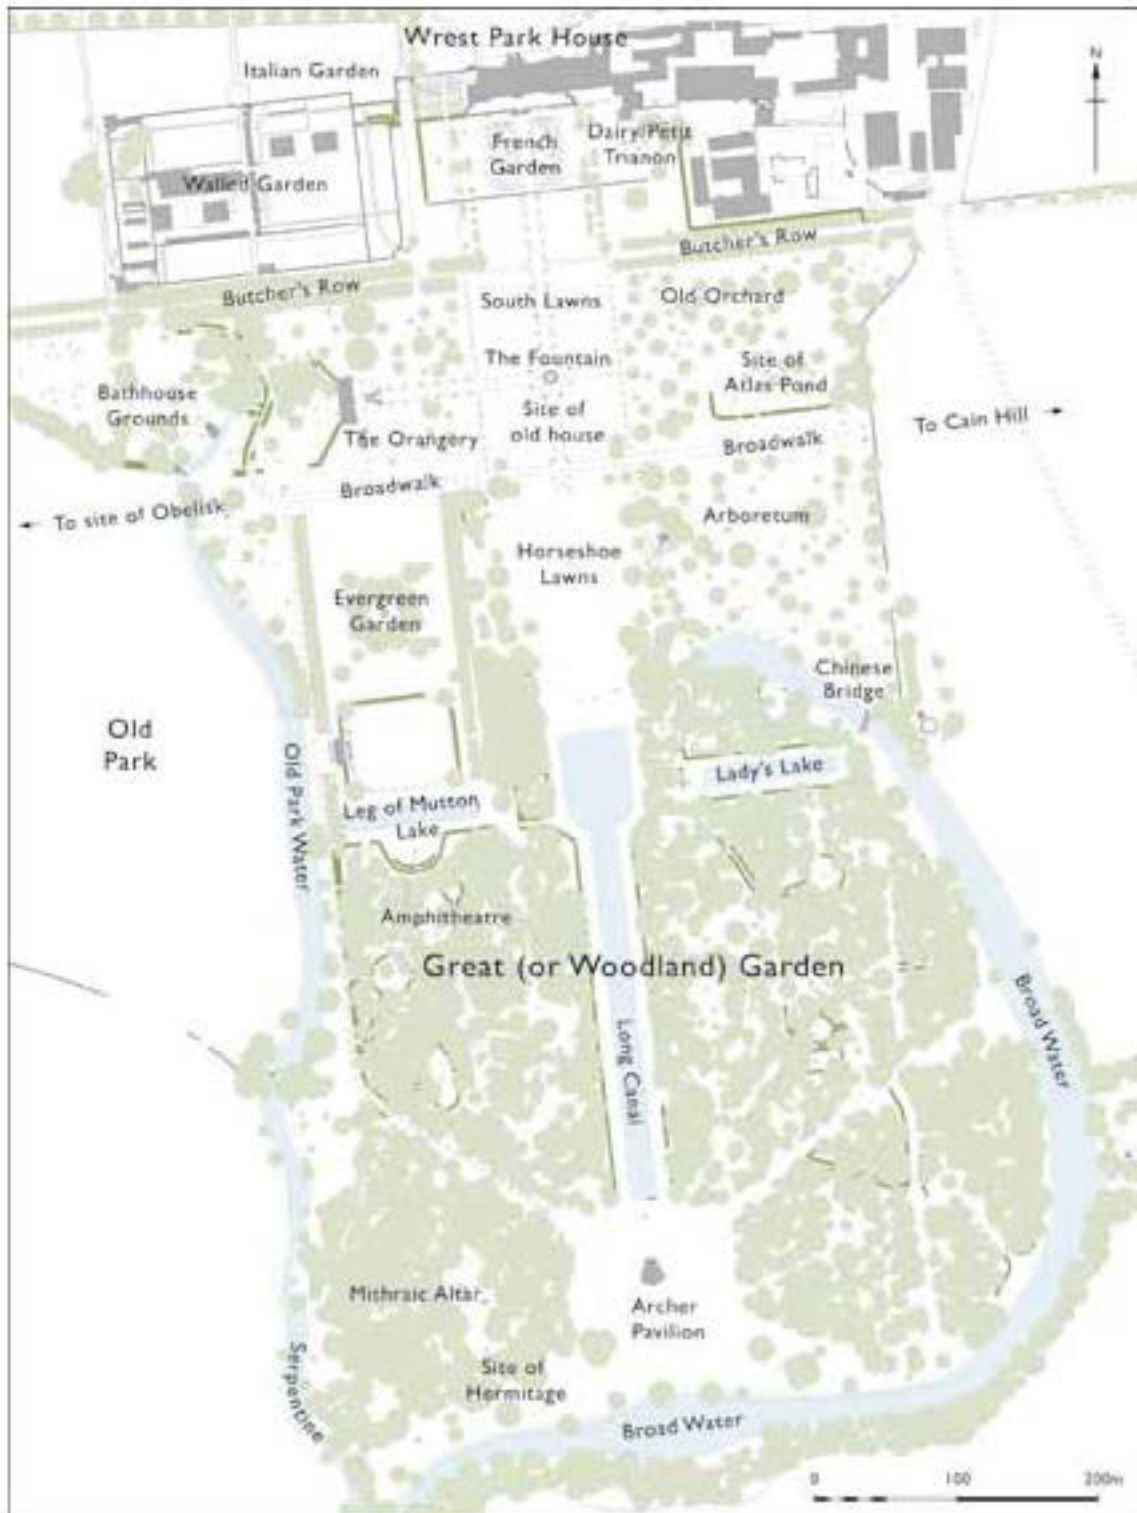 Wrest Park House
N
Italian Garden
French
Garden
Dairy/Petit
Trianon
Walled Garden
Butcher's Row
Butcher's Row
South Lawns
Old Orchard
The Fountain
Site of
Atlas Pond
Bathhouse
Grounds
Site of
old house
The Orangery
To Cain Hill
Broadwalk
Broadwalk
To site of Obelisk
Arboretum
Horseshoe
Lawns
Evergreen
Garden
Chinese
Bridge
Old
Park
Lady's Lake
Old Park Water
Leg of Mutton
Lake
Amphitheatre
Great (or Woodland) Garden
Broad Water
Long Canal
Mithraic Altar
Archer
Pavilion
Site of
Hermitage
Serpentine
Broad Water
0 100 200m